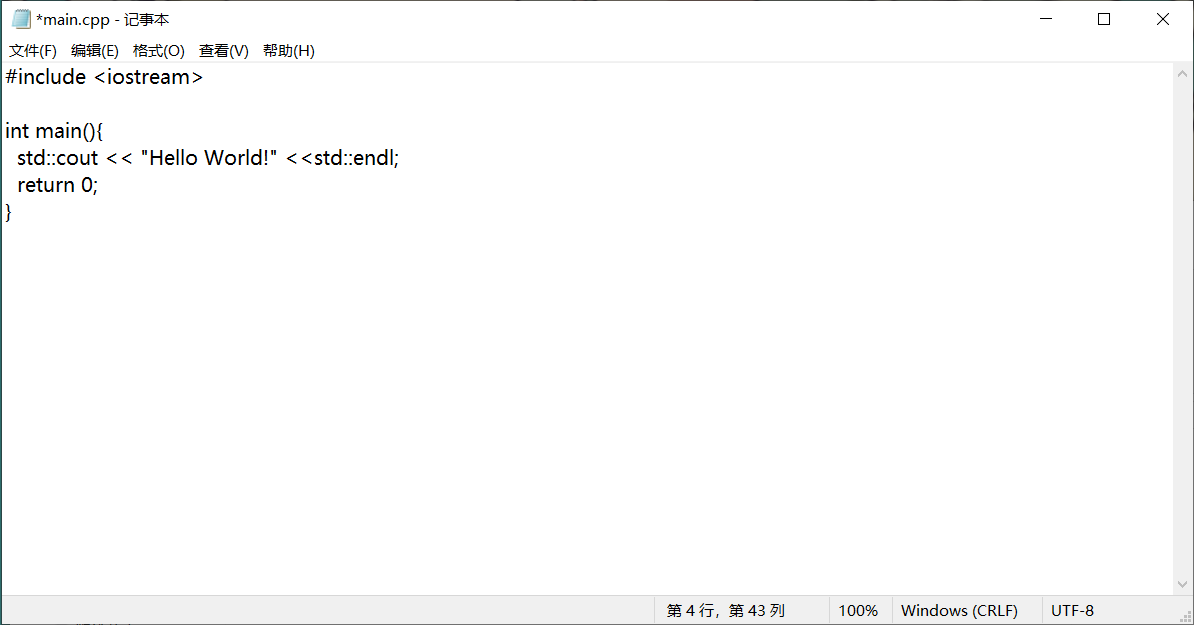 *main.cpp - 记事本
文件(F) 编辑(E) 格式(O) 查看(V) 帮助(H)
#include <iostream>
int main(){
  std::cout << "Hello World!" <<std::endl;
  return 0;
}
第 4 行，第 43 列 100% Windows (CRLF) UTF-8